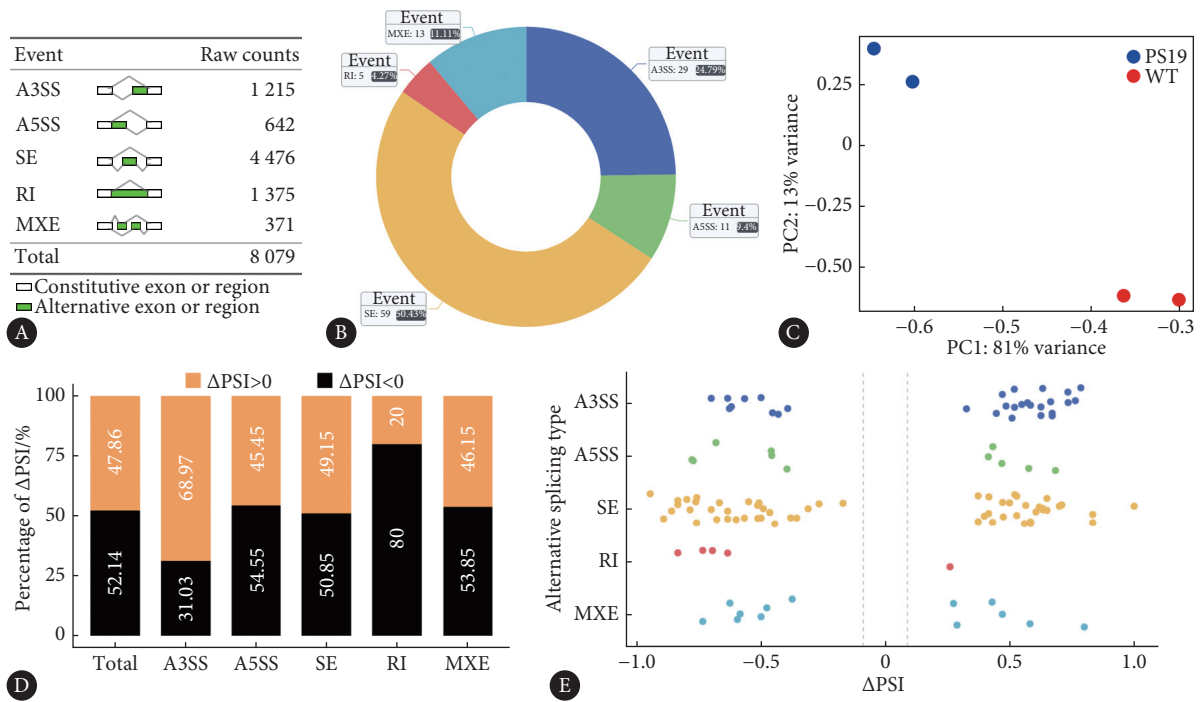 Event Raw counts
A3SS 1 215
A5SS 642
SE 4 476
RI 1 375
MXE 371
Total 8 079
Constitutive exon or region
Alternative exon or region
A
Event
MXE: 13 11.11%
Event
RI: 5 4.27%
Event
A3SS: 29 24.79%
Event
A5SS: 11 9.4%
Event
SE: 59 50.43%
B
PS19
WT
PC2: 13% variance
0.25
0
−0.25
−0.50
−0.6 −0.5 −0.4 −0.3
PC1: 81% variance
C
ΔPSI>0 ΔPSI<0
Percentage of ΔPSI/%
100
75
50
25
0
47.86 68.97 45.45 49.15 20 46.15
52.14 31.03 54.55 50.85 80 53.85
Total A3SS A5SS SE RI MXE
D
Alternative splicing type
A3SS
A5SS
SE
RI
MXE
−1.0 −0.5 0 0.5 1.0
ΔPSI
E